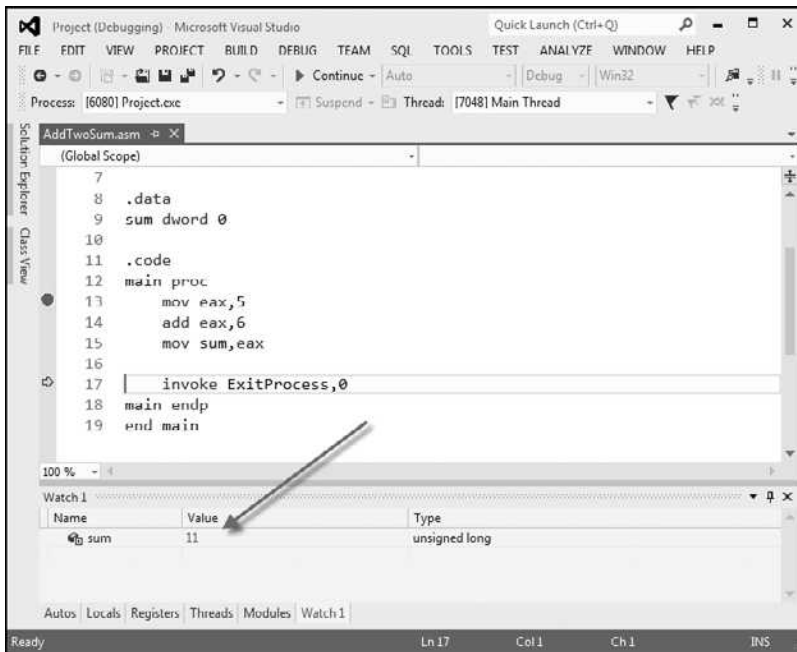 Project (Debugging) - Microsoft Visual Studio
Quick Launch (Ctrl+Q)
FILE EDIT VIEW PROJECT BUILD DEBUG TEAM SQL TOOLS TEST ANALYZE WINDOW HELP
Continue Auto Debug Win32
Process: [6080] Project.exe Suspend Thread: [7048] Main Thread
Solution Explorer
Class View
AddTwoSum.asm
(Global Scope)
7
8 .data
9 sum dword 0
10
11 .code
12 main proc
13 mov eax,5
14 add eax,6
15 mov sum,eax
16
17 invoke ExitProcess,0
18 main endp
19 end main
100 %
Watch 1
Name Value Type
sum 11 unsigned long
Autos Locals Registers Threads Modules Watch 1
Ready Ln 17 Col 1 Ch 1 INS